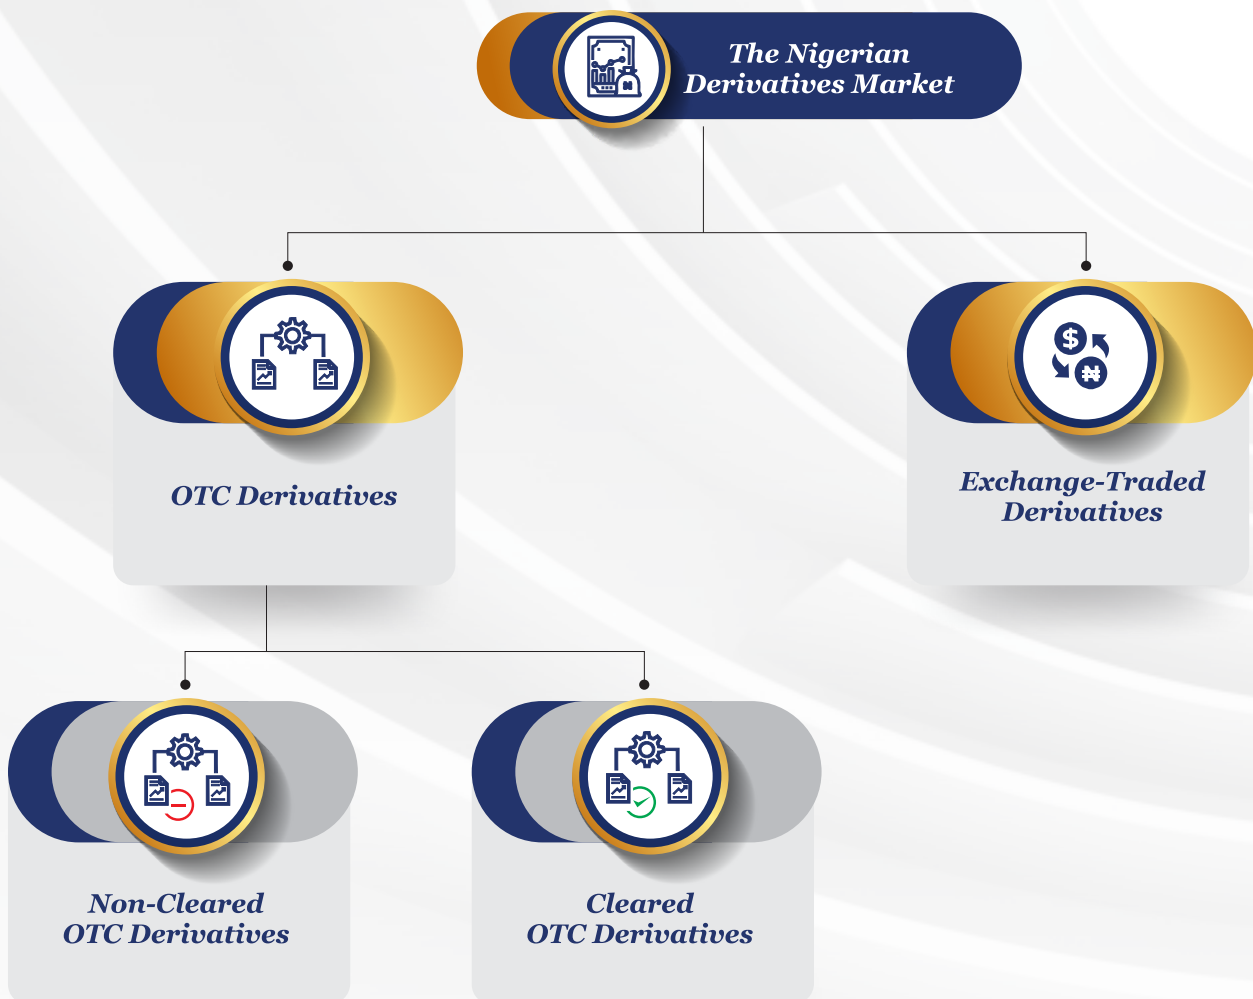 The Nigerian
Derivatives Market
OTC Derivatives
Exchange-Traded
Derivatives
Non-Cleared
OTC Derivatives
Cleared
OTC Derivatives